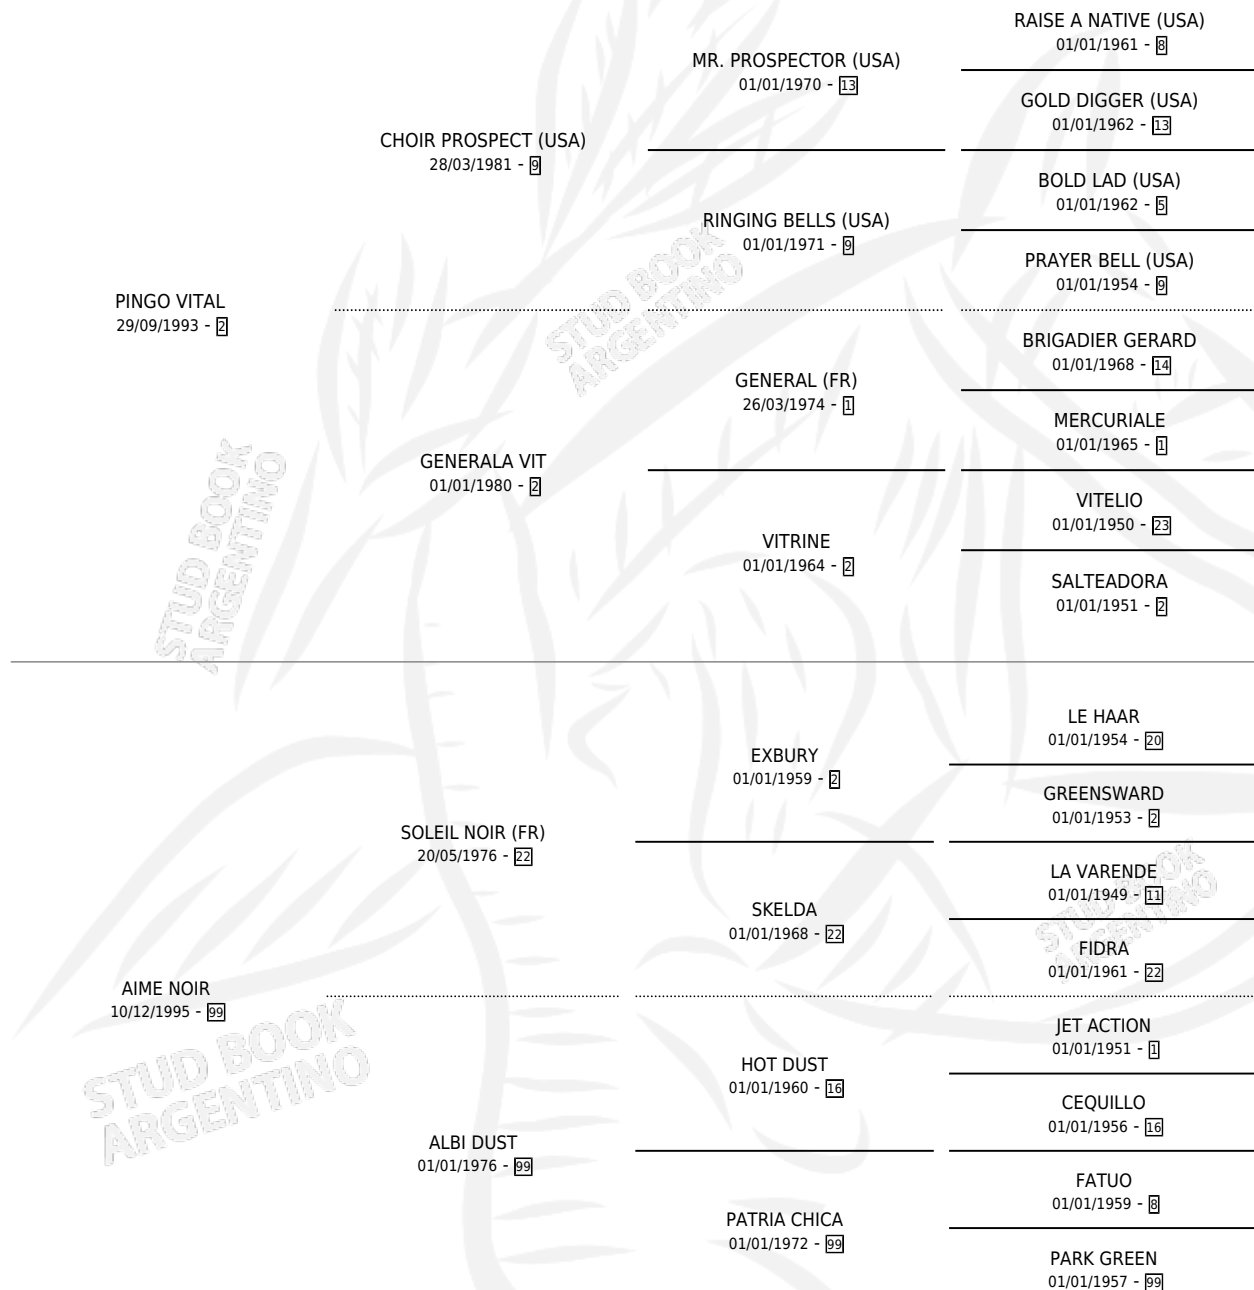 RAISE A NATIVE (USA)
01/01/1961 - 8
MR. PROSPECTOR (USA)
01/01/1970 - 13
GOLD DIGGER (USA)
01/01/1962 - 13
CHOIR PROSPECT (USA)
28/03/1981 - 9
BOLD LAD (USA)
01/01/1962 - 5
RINGING BELLS (USA)
01/01/1971 - 9
PRAYER BELL (USA)
01/01/1954 - 9
PINGO VITAL
29/09/1993 - 2
STUD BOOK
ARGENTINO
BRIGADIER GERARD
01/01/1968 - 14
GENERAL (FR)
26/03/1974 - 1
MERCURIALE
01/01/1965 - 1
GENERALA VIT
01/01/1980 - 2
VITELIO
01/01/1950 - 23
VITRINE
01/01/1964 - 2
SALTEADORA
01/01/1951 - 2
STUD BOOK
ARGENTINO
LE HAAR
01/01/1954 - 20
EXBURY
01/01/1959 - 2
GREENSWARD
01/01/1953 - 2
SOLEIL NOIR (FR)
20/05/1976 - 22
LA VARENDE
01/01/1949 - 11
SKELDA
01/01/1968 - 22
STUD BOOK
ARGENTINO
FIDRA
01/01/1961 - 22
AIME NOIR
10/12/1995 - 99
STUD BOOK
ARGENTINO
JET ACTION
01/01/1951 - 1
HOT DUST
01/01/1960 - 16
CEQUILLO
01/01/1956 - 16
ALBI DUST
01/01/1976 - 99
FATUO
01/01/1959 - 8
PATRIA CHICA
01/01/1972 - 99
PARK GREEN
01/01/1957 - 99